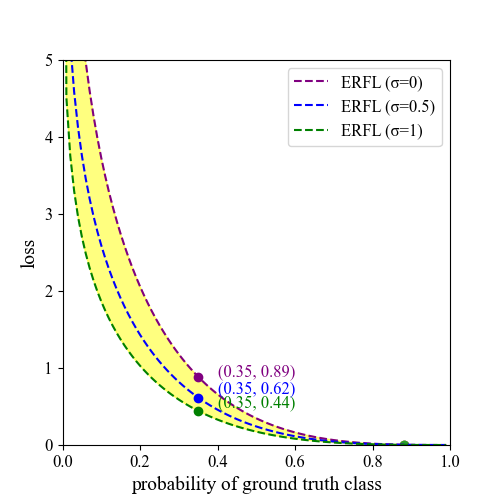 5
4
3
2
1
0
loss
ERFL (σ=0)
ERFL (σ=0.5)
ERFL (σ=1)
(0.35, 0.89)
(0.35, 0.62)
(0.35, 0.44)
0.0 0.2 0.4 0.6 0.8 1.0
probability of ground truth class